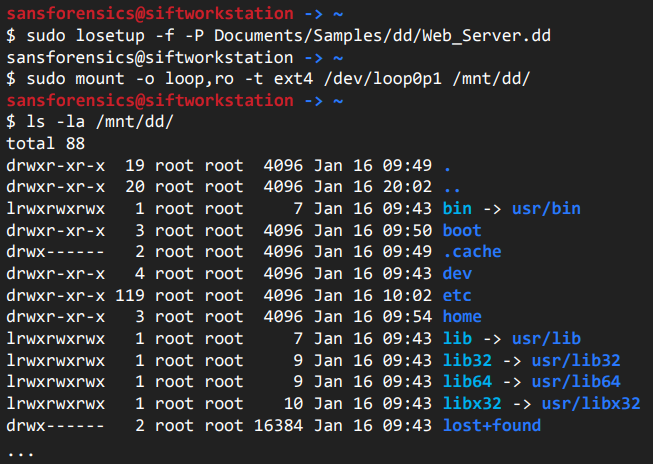 sansforensics@siftworkstation -> ~
$ sudo losetup -f -P Documents/Samples/dd/Web_Server.dd
sansforensics@siftworkstation -> ~
$ sudo mount -o loop,ro -t ext4 /dev/loop0p1 /mnt/dd/
sansforensics@siftworkstation -> ~
$ ls -la /mnt/dd/
total 88
drwxr-xr-x  19 root root  4096 Jan 16 09:49 .
drwxr-xr-x  20 root root  4096 Jan 16 20:02 ..
lrwxrwxrwx   1 root root     7 Jan 16 09:43 bin -> usr/bin
drwxr-xr-x   3 root root  4096 Jan 16 09:50 boot
drwx------   2 root root  4096 Jan 16 09:49 .cache
drwxr-xr-x   4 root root  4096 Jan 16 09:43 dev
drwxr-xr-x 119 root root  4096 Jan 16 10:02 etc
drwxr-xr-x   3 root root  4096 Jan 16 09:54 home
lrwxrwxrwx   1 root root     7 Jan 16 09:43 lib -> usr/lib
lrwxrwxrwx   1 root root     9 Jan 16 09:43 lib32 -> usr/lib32
lrwxrwxrwx   1 root root     9 Jan 16 09:43 lib64 -> usr/lib64
lrwxrwxrwx   1 root root    10 Jan 16 09:43 libx32 -> usr/libx32
drwx------   2 root root 16384 Jan 16 09:43 lost+found
...